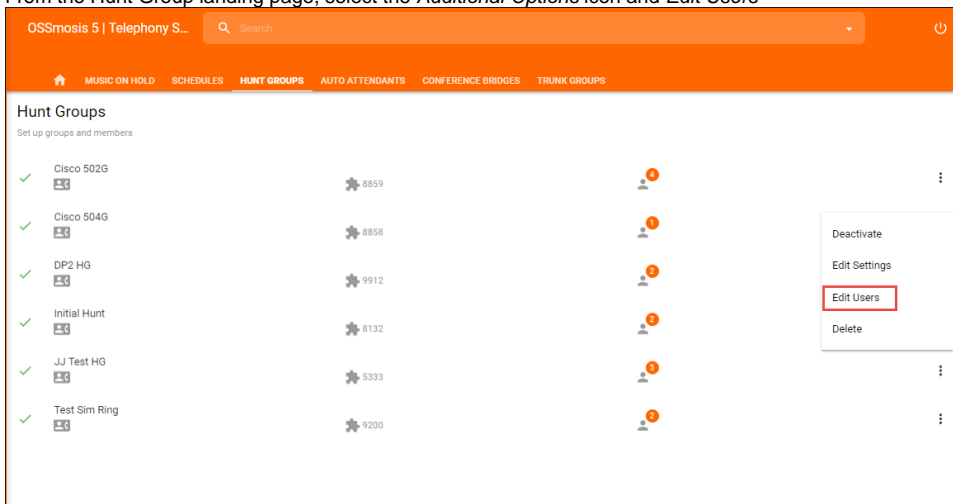 From the Hunt Group landing page, select the Additional Options icon and Edit Users
OSSmosis 5 | Telephony S... Search
MUSIC ON HOLD SCHEDULES HUNT GROUPS AUTO ATTENDANTS CONFERENCE BRIDGES TRUNK GROUPS
Hunt Groups
Set up groups and members
Cisco 502G
8859 4
Cisco 504G
8858 1
Deactivate
DP2 HG
9912 2
Edit Settings
Edit Users
Initial Hunt
8132 2
Delete
JJ Test HG
5333 5
Test Sim Ring
9200 2